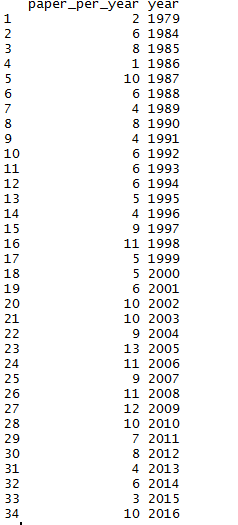 paper_per_year year
1 2 1979
2 6 1984
3 8 1985
4 1 1986
5 10 1987
6 6 1988
7 4 1989
8 8 1990
9 4 1991
10 6 1992
11 6 1993
12 6 1994
13 5 1995
14 4 1996
15 9 1997
16 11 1998
17 5 1999
18 5 2000
19 6 2001
20 10 2002
21 10 2003
22 9 2004
23 13 2005
24 11 2006
25 9 2007
26 11 2008
27 12 2009
28 10 2010
29 7 2011
30 8 2012
31 4 2013
32 6 2014
33 3 2015
34 10 2016